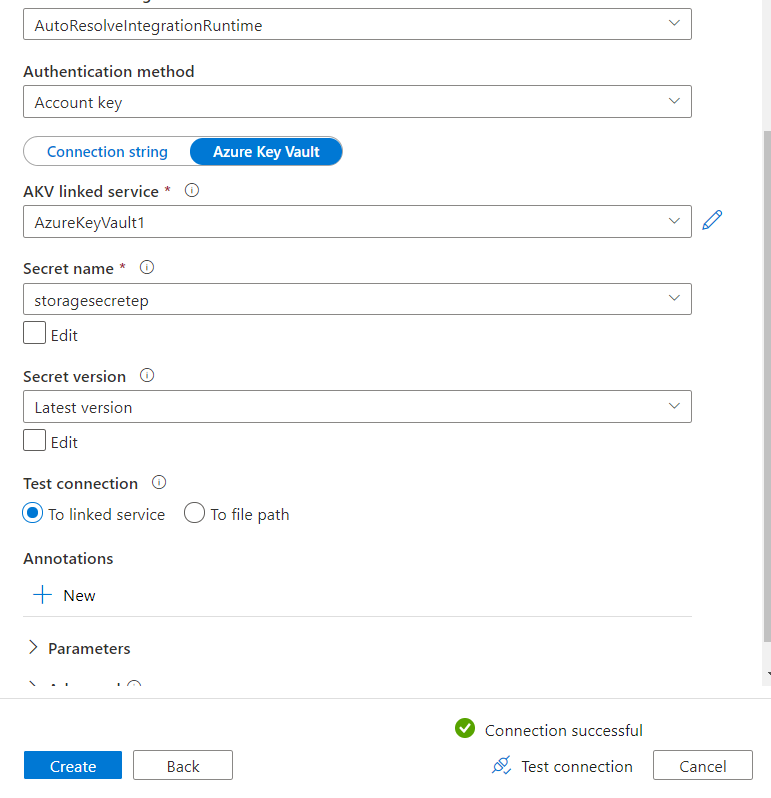 AutoResolveIntegrationRuntime
Authentication method
Account key
Connection string Azure Key Vault
AKV linked service *
AzureKeyVault1
Secret name *
storagesecretep
Edit
Secret version
Latest version
Edit
Test connection
To linked service To file path
Annotations
New
Parameters
Connection successful
Create Back Test connection Cancel